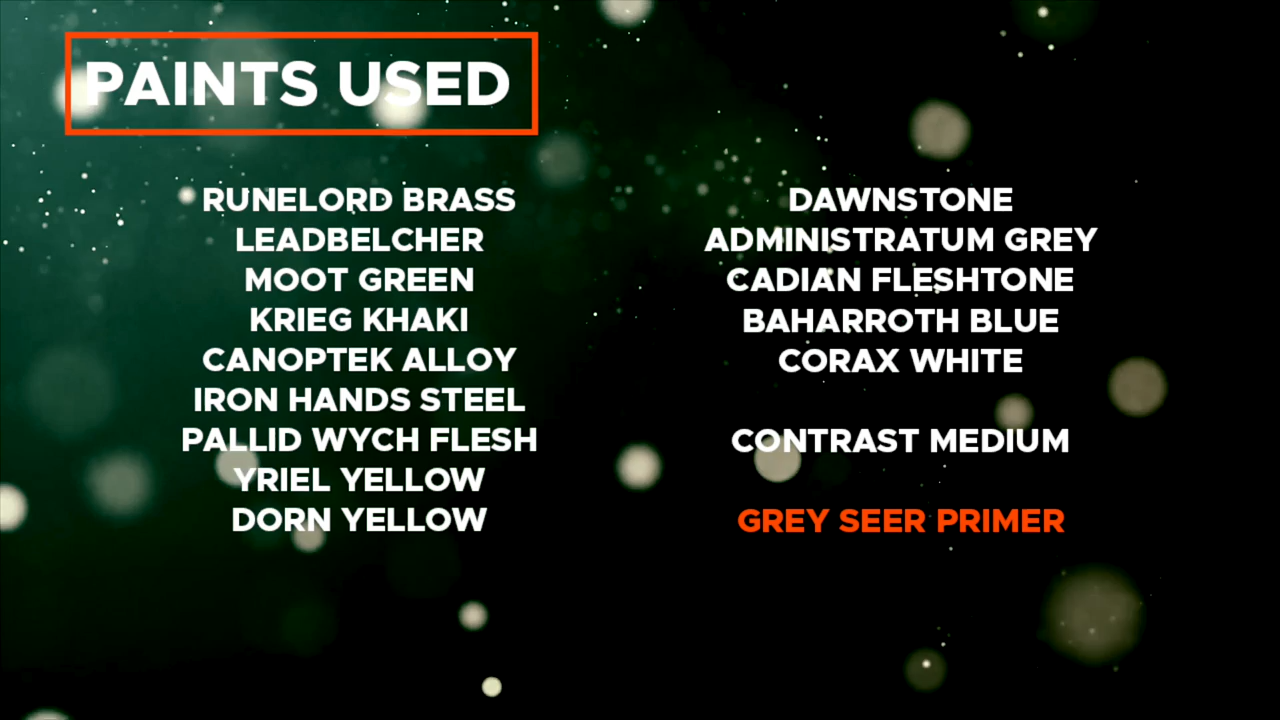 PAINTS USED
RUNELORD BRASS
LEADBELCHER
MOOT GREEN
KRIEG KHAKI
CANOPTEK ALLOY
IRON HANDS STEEL
PALLID WYCH FLESH
YRIEL YELLOW
DORN YELLOW
DAWNSTONE
ADMINISTRATUM GREY
CADIAN FLESHTONE
BAHARROTH BLUE
CORAX WHITE
CONTRAST MEDIUM
GREY SEER PRIMER